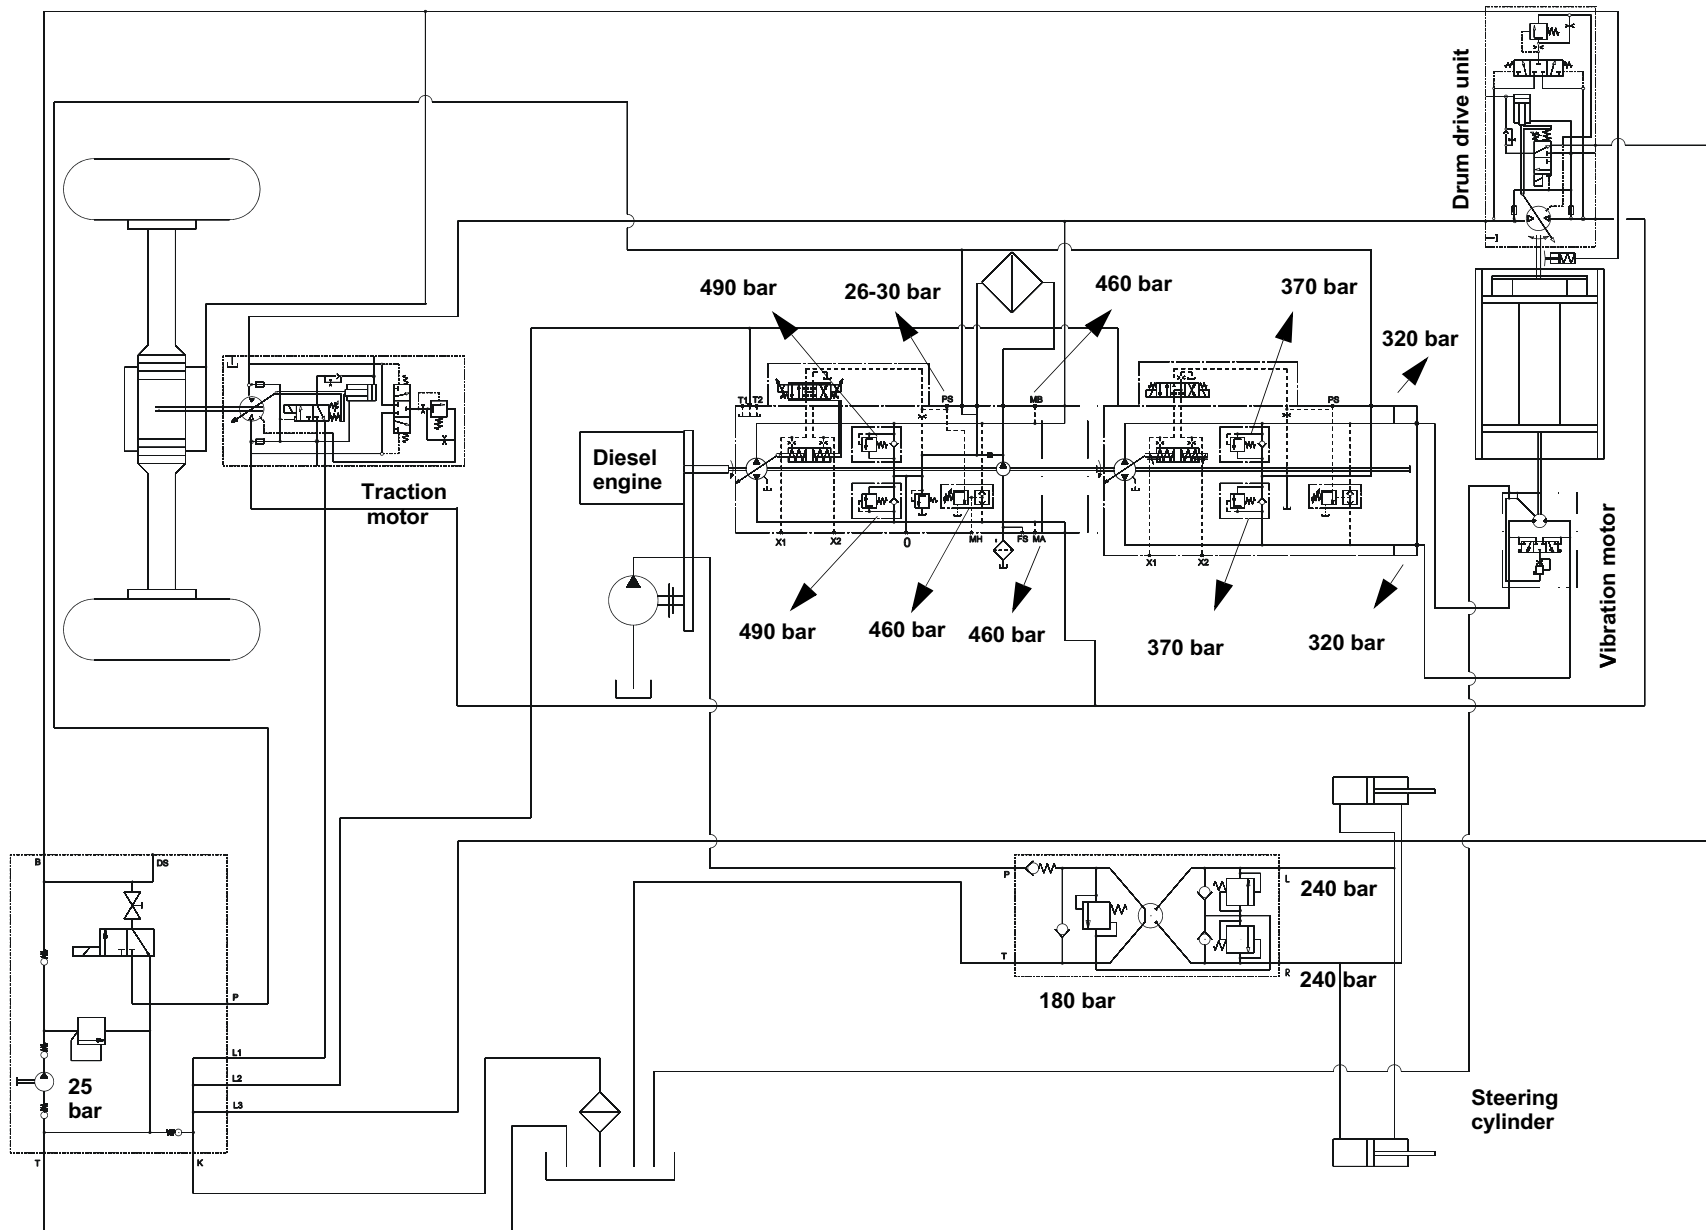 Drum drive unit
490 bar
26-30 bar
460 bar
370 bar
320 bar
T1
T2
PS
MB
PS
Diesel
engine
Traction
motor
X1
X2
0
MH
FS
MA
X1
X2
Vibration motor
490 bar
460 bar
460 bar
370 bar
320 bar
B
DS
P
L
240 bar
T
R
240 bar
180 bar
P
L1
L2
L3
25
bar
T
K
Steering
cylinder